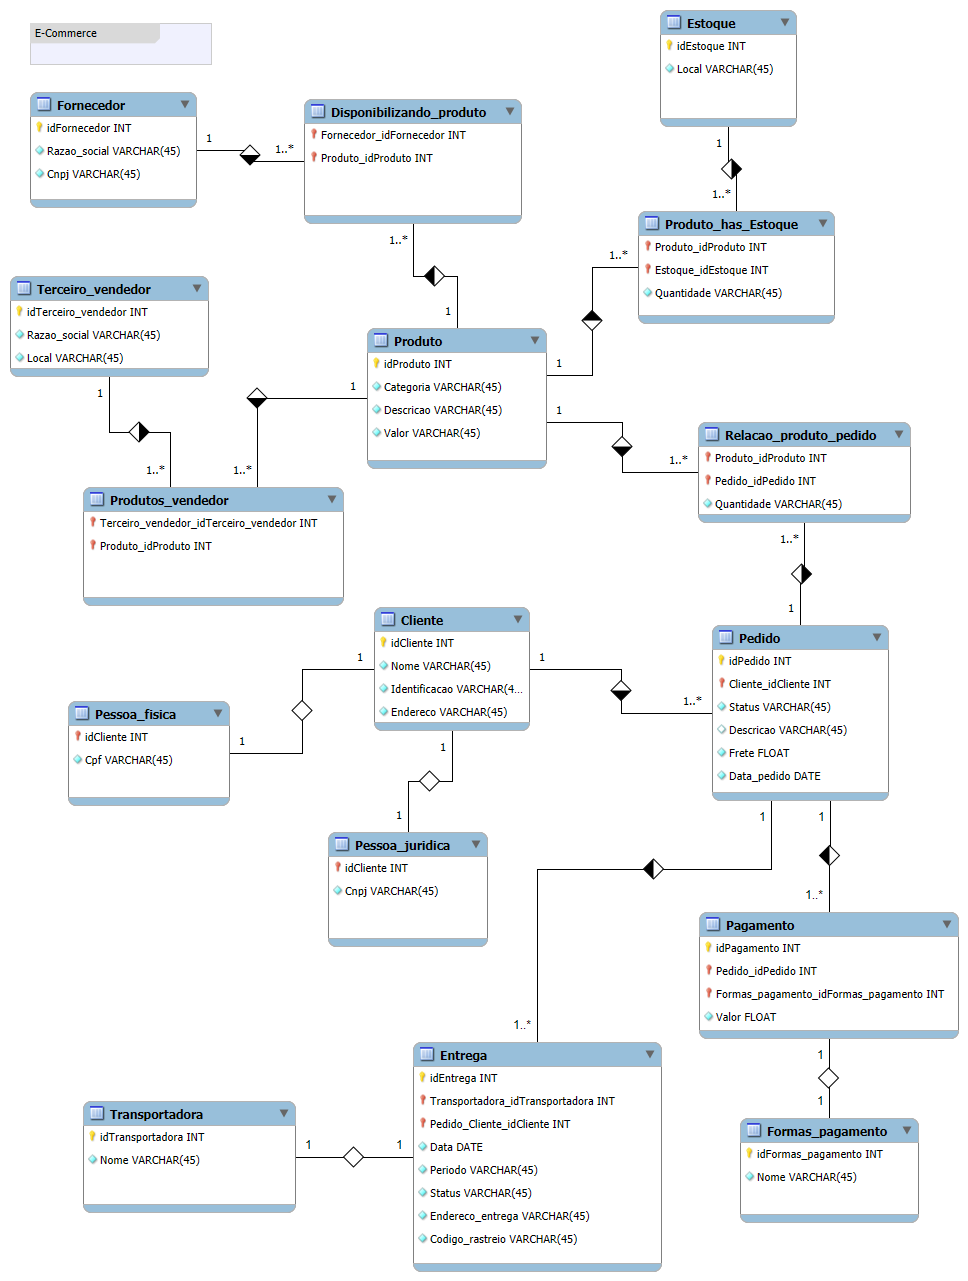 E-Commerce
Estoque
idEstoque INT
Local VARCHAR(45)
Fornecedor
idFornecedor INT
Razao_social VARCHAR(45)
Cnpj VARCHAR(45)
1
1..*
Disponibilizando_produto
Fornecedor_idFornecedor INT
Produto_idProduto INT
1
1..*
Produto_has_Estoque
Produto_idProduto INT
Estoque_idEstoque INT
Quantidade VARCHAR(45)
1..*
1
1..*
1
Terceiro_vendedor
idTerceiro_vendedor INT
Razao_social VARCHAR(45)
Local VARCHAR(45)
Produto
idProduto INT
Categoria VARCHAR(45)
Descricao VARCHAR(45)
Valor VARCHAR(45)
1
1..*
1
1..*
1
1..*
Relacao_produto_pedido
Produto_idProduto INT
Pedido_idPedido INT
Quantidade VARCHAR(45)
Produtos_vendedor
Terceiro_vendedor_idTerceiro_vendedor INT
Produto_idProduto INT
1..*
1
Cliente
idCliente INT
Nome VARCHAR(45)
Identificacao VARCHAR(4...
Endereco VARCHAR(45)
1
1..*
Pedido
idPedido INT
Cliente_idCliente INT
Status VARCHAR(45)
Descricao VARCHAR(45)
Frete FLOAT
Data_pedido DATE
1
1
Pessoa_fisica
idCliente INT
Cpf VARCHAR(45)
1
1
Pessoa_juridica
idCliente INT
Cnpj VARCHAR(45)
1
1..*
1
1..*
Pagamento
idPagamento INT
Pedido_idPedido INT
Formas_pagamento_idFormas_pagamento INT
Valor FLOAT
1
1
Entrega
idEntrega INT
Transportadora_idTransportadora INT
Pedido_Cliente_idCliente INT
Data DATE
Periodo VARCHAR(45)
Status VARCHAR(45)
Endereco_entrega VARCHAR(45)
Codigo_rastreio VARCHAR(45)
Transportadora
idTransportadora INT
Nome VARCHAR(45)
1
1
Formas_pagamento
idFormas_pagamento INT
Nome VARCHAR(45)